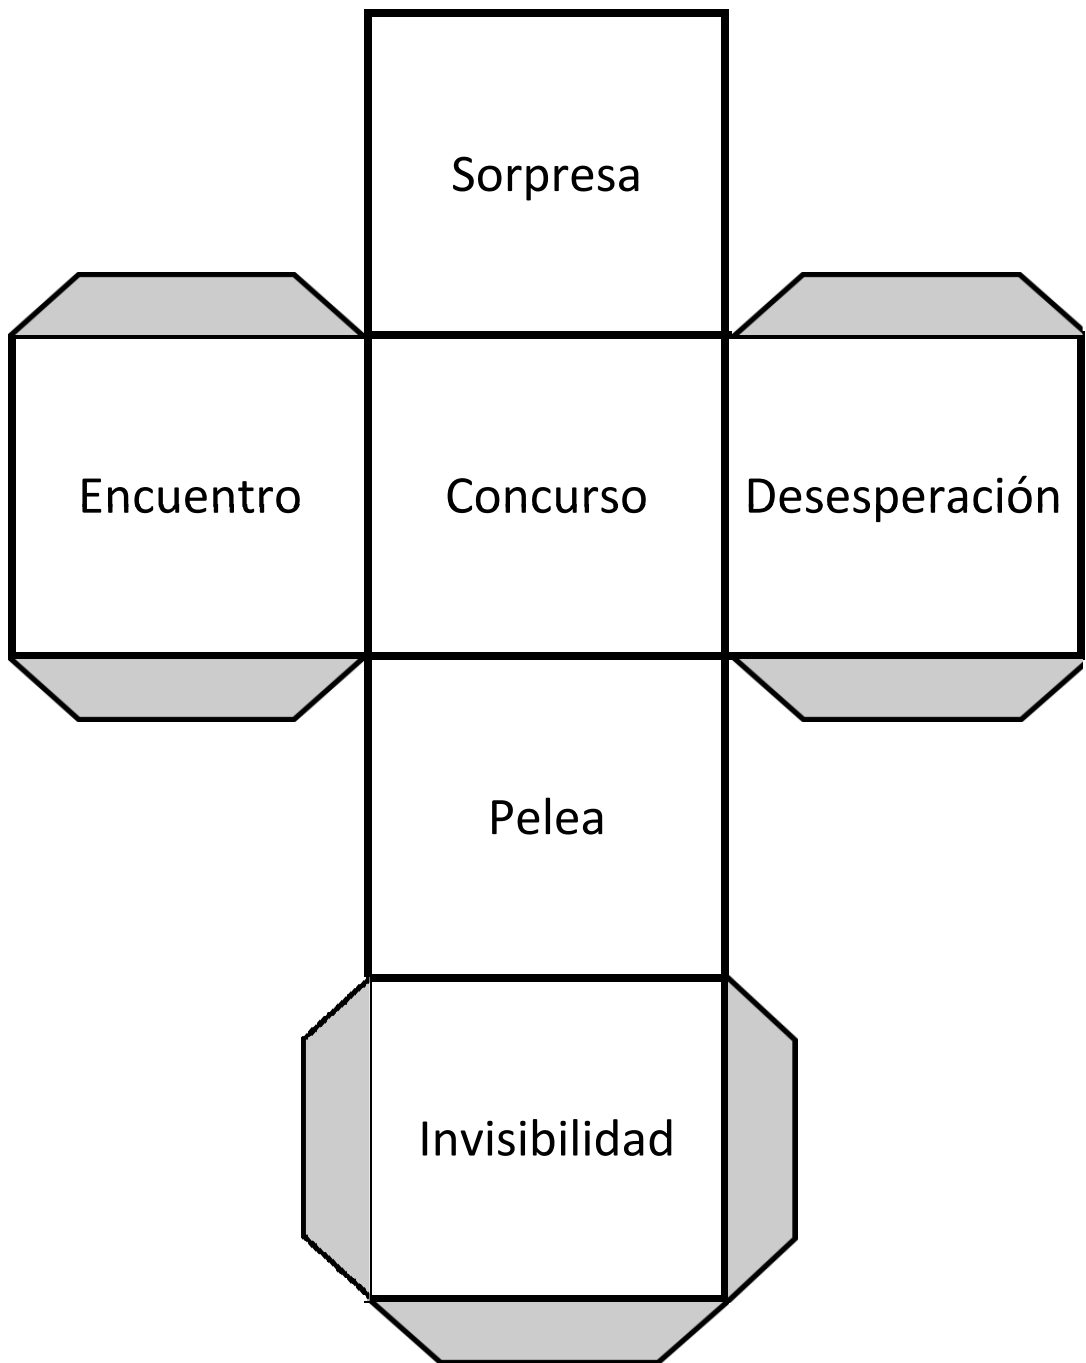 Sorpresa
Encuentro
Concurso
Desesperación
Pelea
Invisibilidad